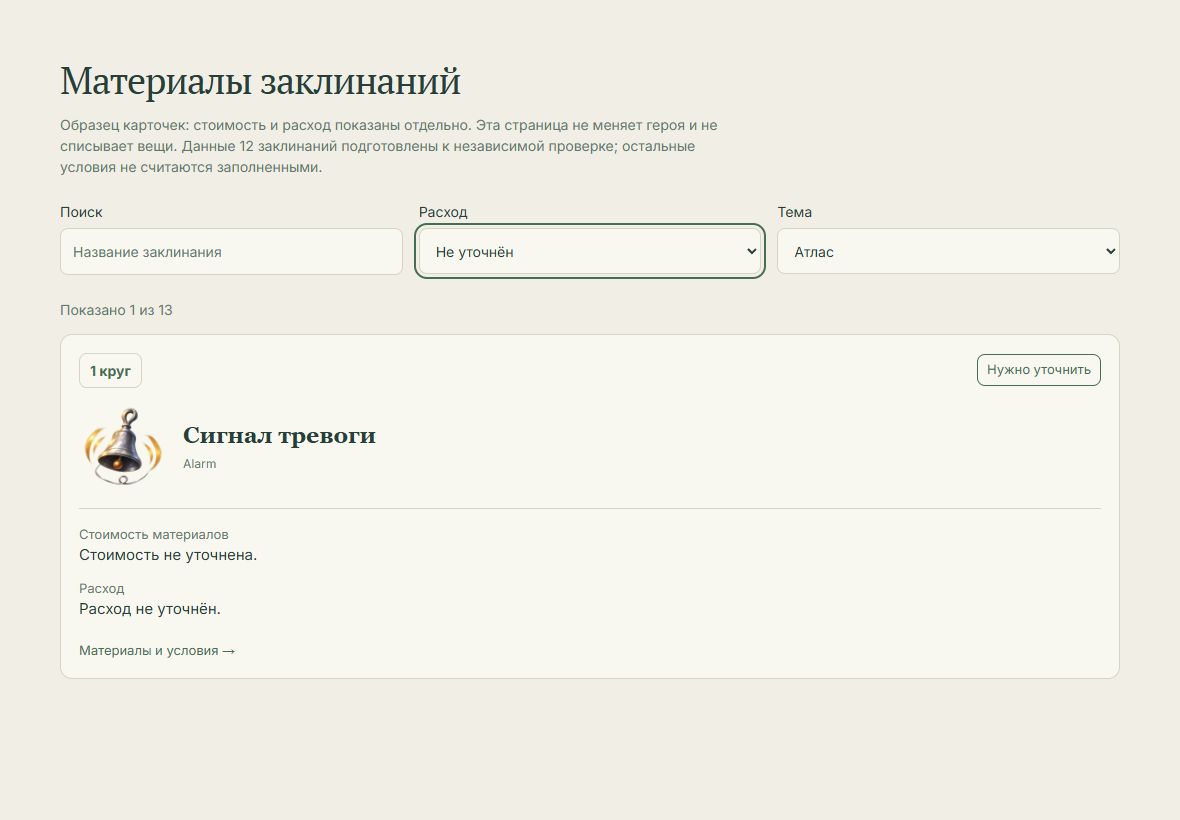 Материалы заклинаний
Образец карточек: стоимость и расход показаны отдельно. Эта страница не меняет героя и не
списывает вещи. Данные 12 заклинаний подготовлены к независимой проверке; остальные
условия не считаются заполненными.
Поиск
Расход
Тема
Название заклинания
Не уточнён
Атлас
Показано 1 из 13
1 круг
Нужно уточнить
Сигнал тревоги
Alarm
Стоимость материалов
Стоимость не уточнена.
Расход
Расход не уточнён.
Материалы и условия →